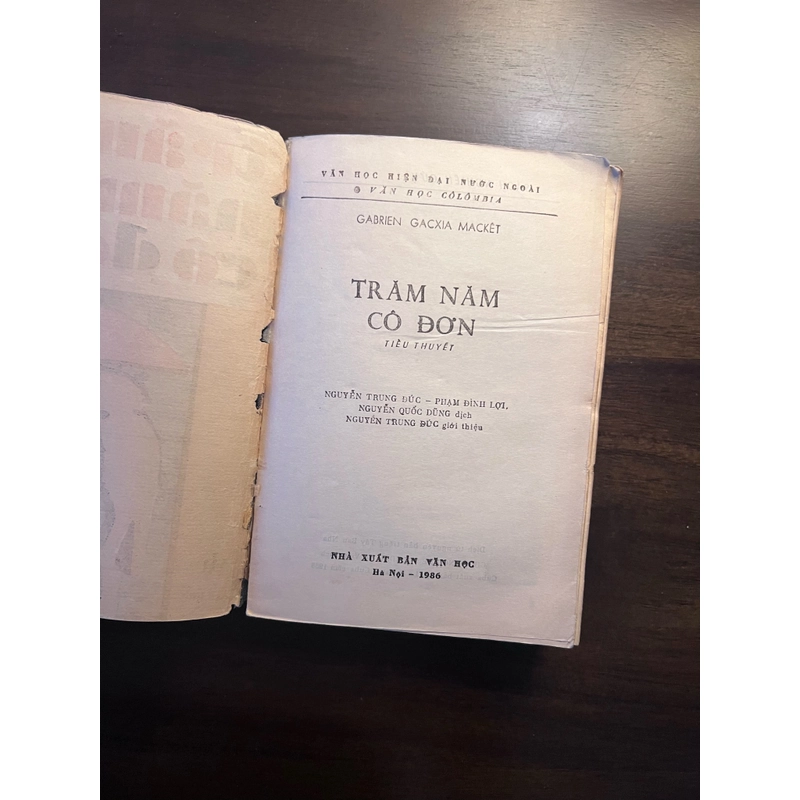 VĂN HỌC HIỆN ĐẠI NƯỚC NGOÀI
VĂN HỌC CÔLÔMBIA
GABRIEN GACXIA MACKÊT
TRĂM NĂM
CÔ ĐƠN
TIỂU THUYẾT
NGUYỄN TRUNG ĐỨC – PHẠM ĐÌNH LỢI,
NGUYỄN QUỐC DŨNG dịch
NGUYỄN TRUNG ĐỨC giới thiệu
NHÀ XUẤT BẢN VĂN HỌC
Hà Nội – 1986